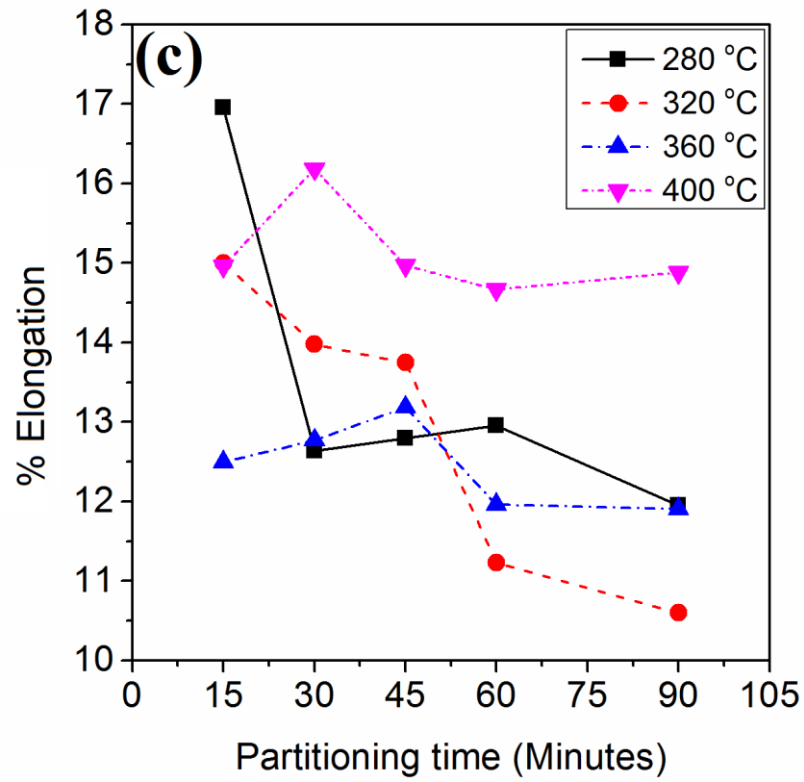 (c)
280 °C
320 °C
360 °C
400 °C
% Elongation
18
17
16
15
14
13
12
11
10
0 15 30 45 60 75 90 105
Partitioning time (Minutes)